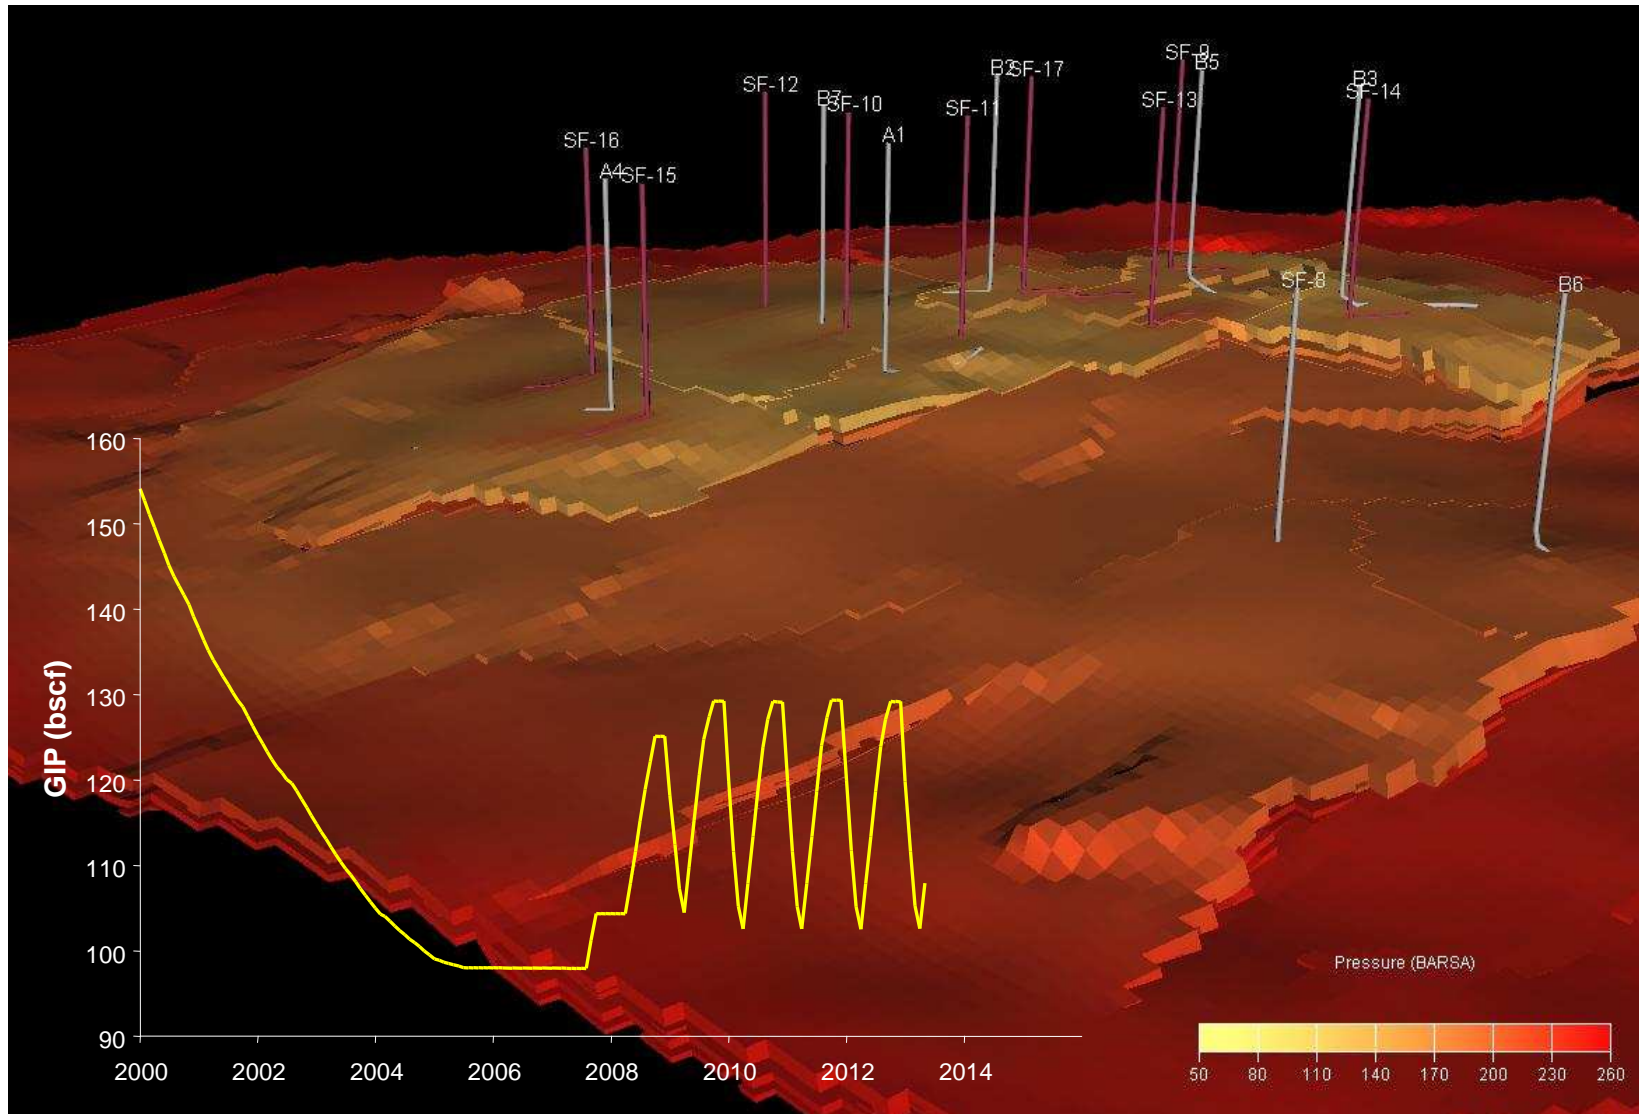 SF-9
B5
B2
SF-17
B3
SF-14
SF-12
B7
SF-10
SF-11
SF-13
A1
SF-16
A4
SF-15
SF-8
B6
160
150
140
130
120
110
100
90
GIP (bscf)
2000 2002 2004 2006 2008 2010 2012 2014
Pressure (BARSA)
50 80 110 140 170 200 230 260